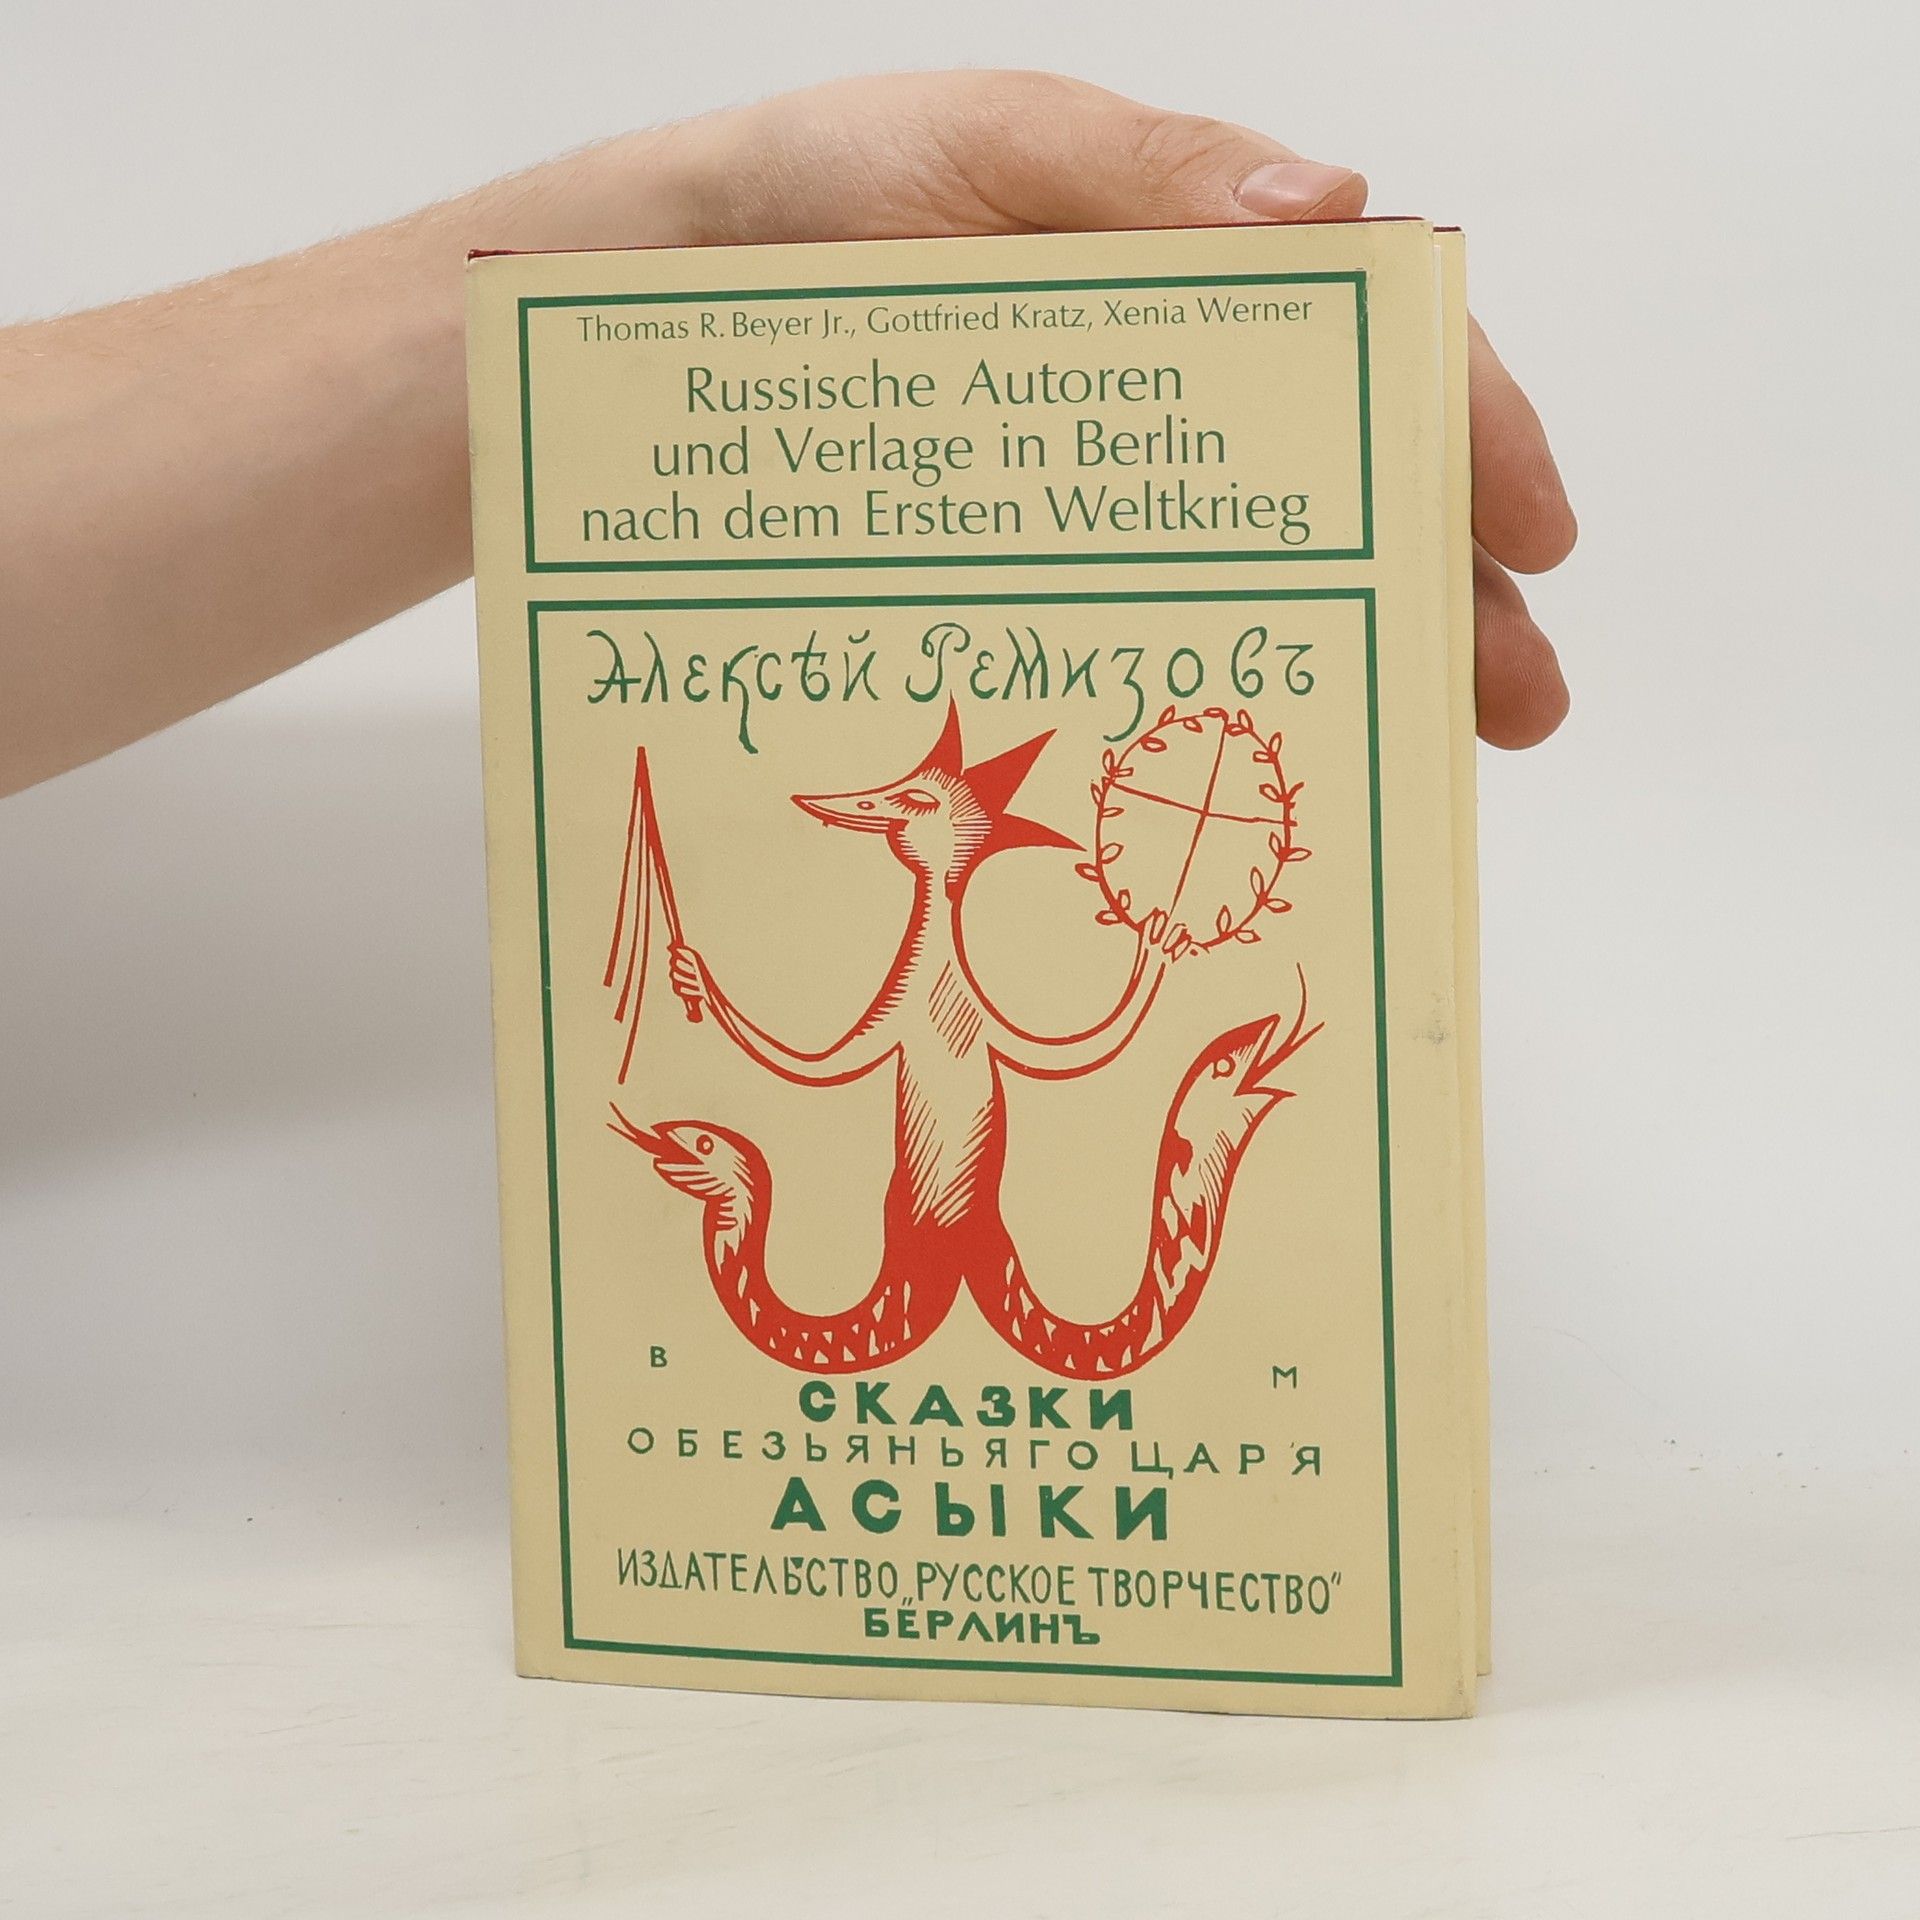 Thomas R. Beyer Jr., Gottfried Kratz, Xenia Werner
Russische Autoren
und Verlage in Berlin
nach dem Ersten Weltkrieg
Алексѣй Ремизовъ
В М
СКАЗКИ
ОБЕЗЬЯНЬЯГО ЦАРЯ
АСЫКИ
ИЗДАТЕЛЬСТВО „РУССКОЕ ТВОРЧЕСТВО“
БЕРЛИНЪ